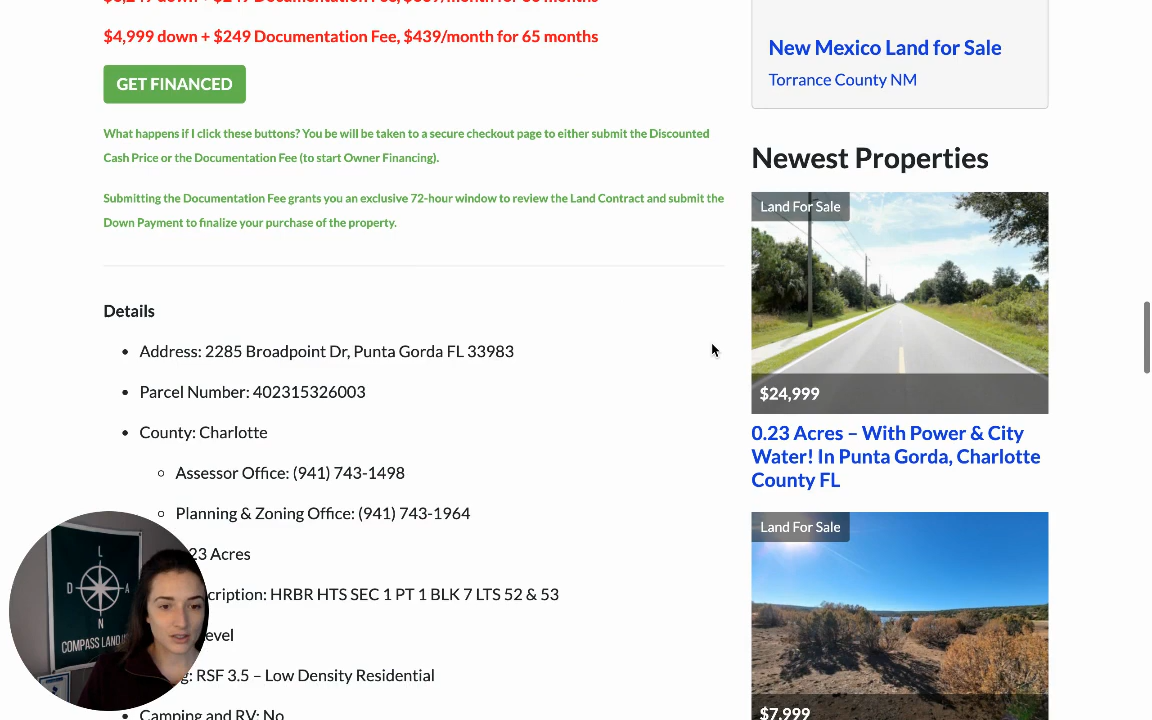 $4,999 down + $249 Documentation Fee, $439/month for 65 months
GET FINANCED
What happens if I click these buttons? You be will be taken to a secure checkout page to either submit the Discounted
Cash Price or the Documentation Fee (to start Owner Financing).
Submitting the Documentation Fee grants you an exclusive 72-hour window to review the Land Contract and submit the
Down Payment to finalize your purchase of the property.
Details
Address: 2285 Broadpoint Dr, Punta Gorda FL 33983
Parcel Number: 402315326003
County: Charlotte
Assessor Office: (941) 743-1498
Planning & Zoning Office: (941) 743-1964
23 Acres
cription: HRBR HTS SEC 1 PT 1 BLK 7 LTS 52 & 53
evel
g: RSF 3.5 – Low Density Residential
Camping and RV: No
L
D A
N
COMPASS LAND
New Mexico Land for Sale
Torrance County NM
Newest Properties
Land For Sale
$24,999
0.23 Acres – With Power & City
Water! In Punta Gorda, Charlotte
County FL
Land For Sale
$7,999